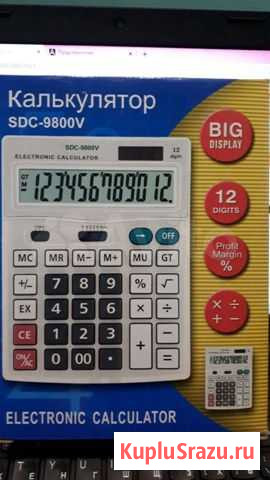 Калькулятор
SDC-9800V
BIG
DISPLAY
SDC-9800V
12
digits
ELECTRONIC CALCULATOR
GT
M
123456789012.
12
DIGITS
OFF
MC MR M− M+ MU GT
Profit
Margin
%
+/− 7 8 9 % √
EX 4 5 6 × ÷
CE 1 2 3 + −
ON/AC 0 00 • =
+ − × ÷
ELECTRONIC CALCULATOR
KupluSrazu.ru